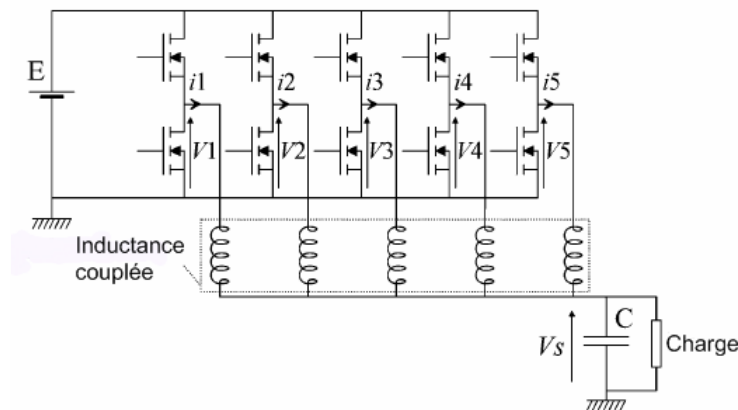 E
i1 i2 i3 i4 i5
V1 V2 V3 V4 V5
Inductance
couplée
Vs
C
Charge